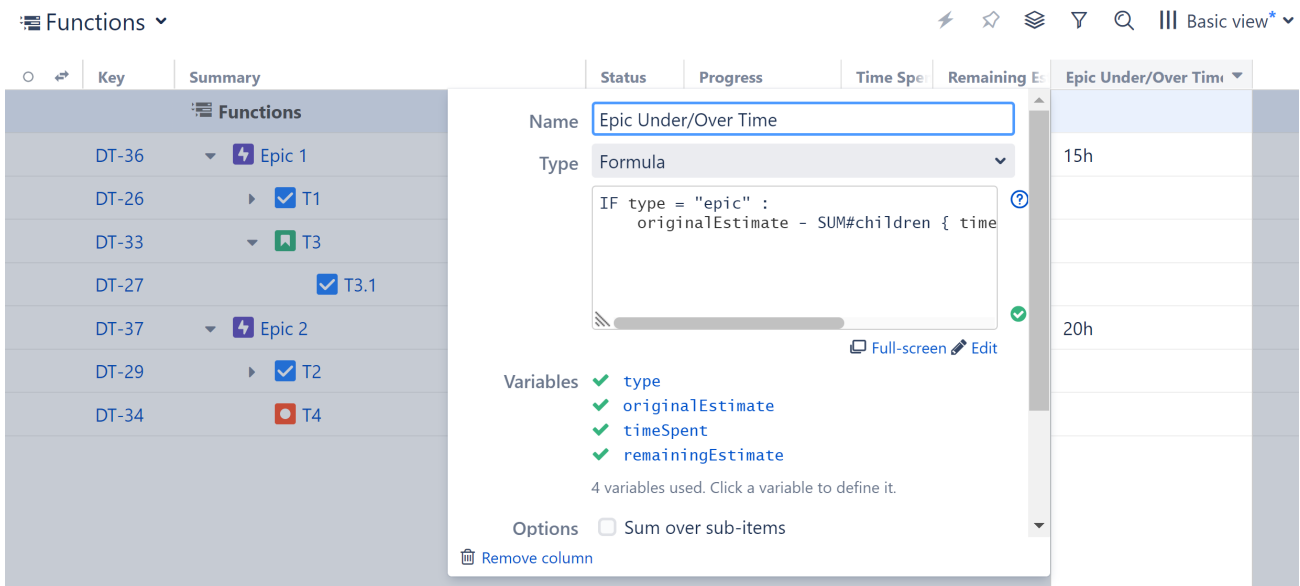 Functions
Basic view*
Key Summary Status Progress Time Spe Remaining Es Epic Under/Over Time
Functions
Name Epic Under/Over Time
DT-36 Epic 1 15h
Type Formula
DT-26 T1
IF type = "epic" :
originalEstimate - SUM#children { time
DT-33 T3
DT-27 T3.1
DT-37 Epic 2 20h
Full-screen Edit
DT-29 T2
Variables type
originalEstimate
DT-34 T4
timeSpent
remainingEstimate
4 variables used. Click a variable to define it.
Options Sum over sub-items
Remove column